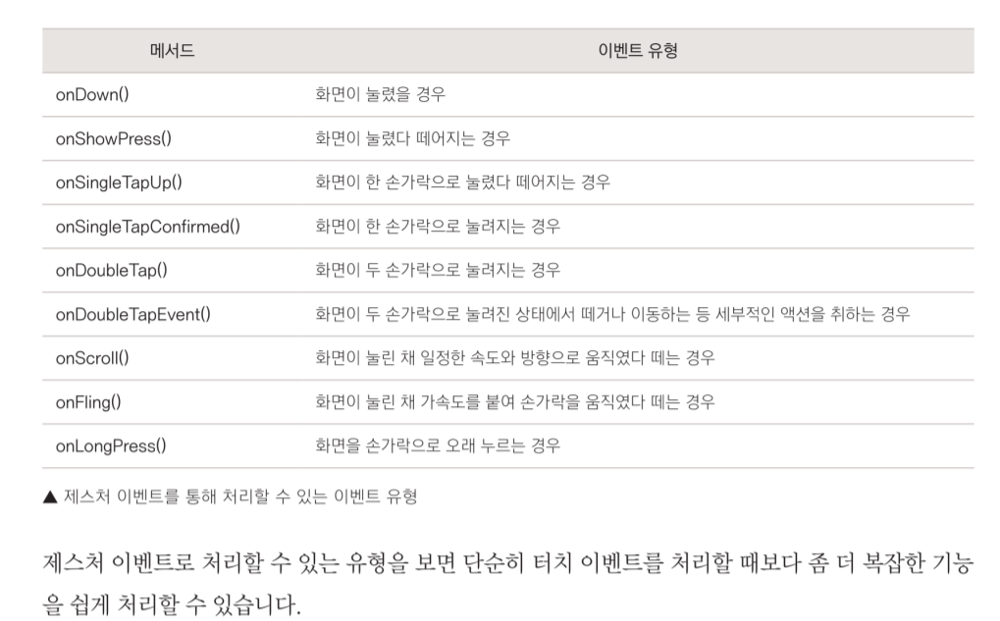 메서드 이벤트 유형
onDown() 화면이 눌렸을 경우
onShowPress() 화면이 눌렸다 떼어지는 경우
onSingleTapUp() 화면이 한 손가락으로 눌렸다 떼어지는 경우
onSingleTapConfirmed() 화면이 한 손가락으로 눌려지는 경우
onDoubleTap() 화면이 두 손가락으로 눌려지는 경우
onDoubleTapEvent() 화면이 두 손가락으로 눌려진 상태에서 떼거나 이동하는 등 세부적인 액션을 취하는 경우
onScroll() 화면이 눌린 채 일정한 속도와 방향으로 움직였다 떼는 경우
onFling() 화면이 눌린 채 가속도를 붙여 손가락을 움직였다 떼는 경우
onLongPress() 화면을 손가락으로 오래 누르는 경우
▲ 제스처 이벤트를 통해 처리할 수 있는 이벤트 유형
제스처 이벤트로 처리할 수 있는 유형을 보면 단순히 터치 이벤트를 처리할 때보다 좀 더 복잡한 기능
을 쉽게 처리할 수 있습니다.